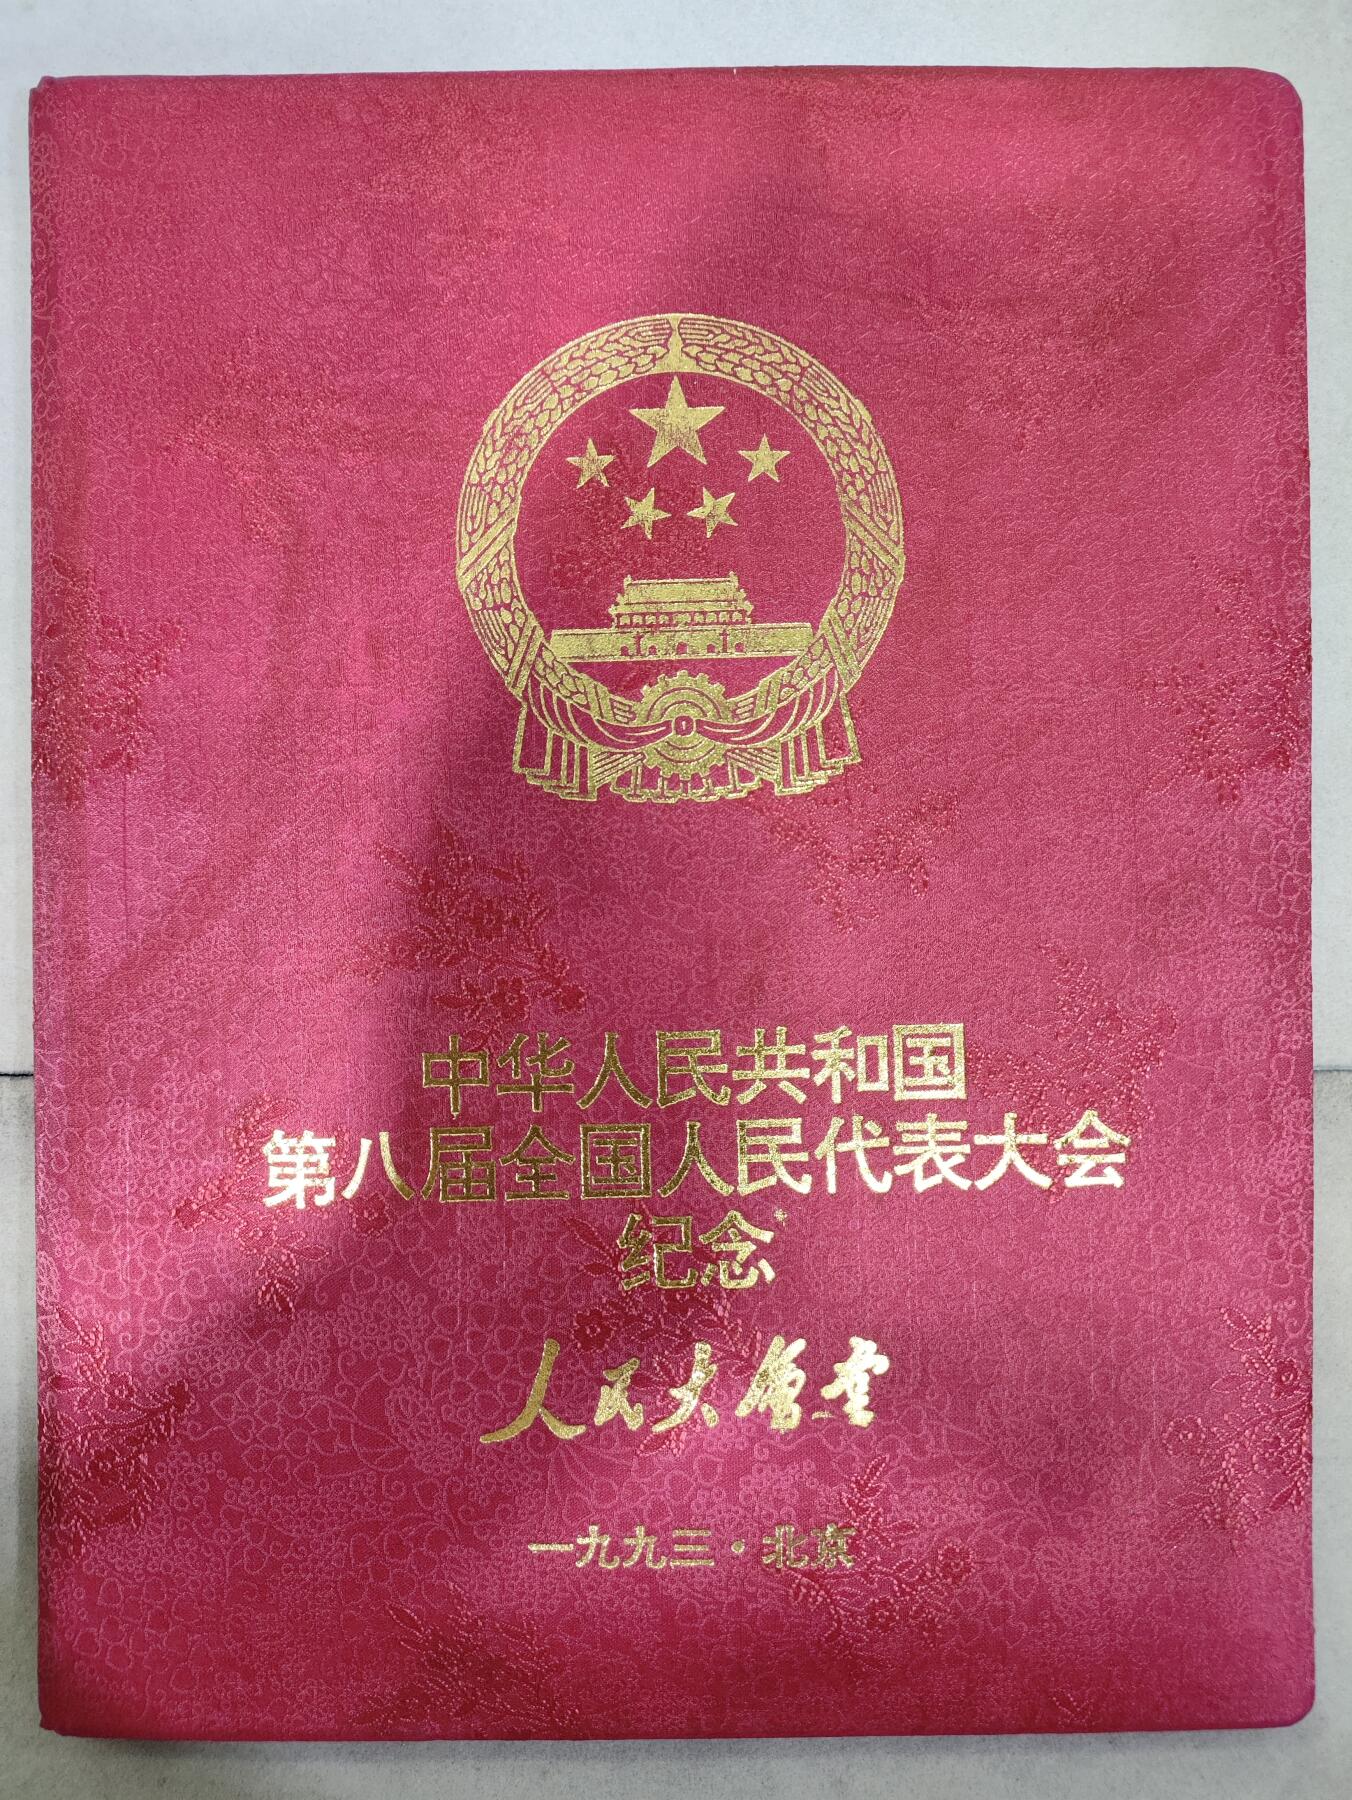 中华人民共和国
第八届全国人民代表大会
纪念
人民大会堂
一九九三·北京